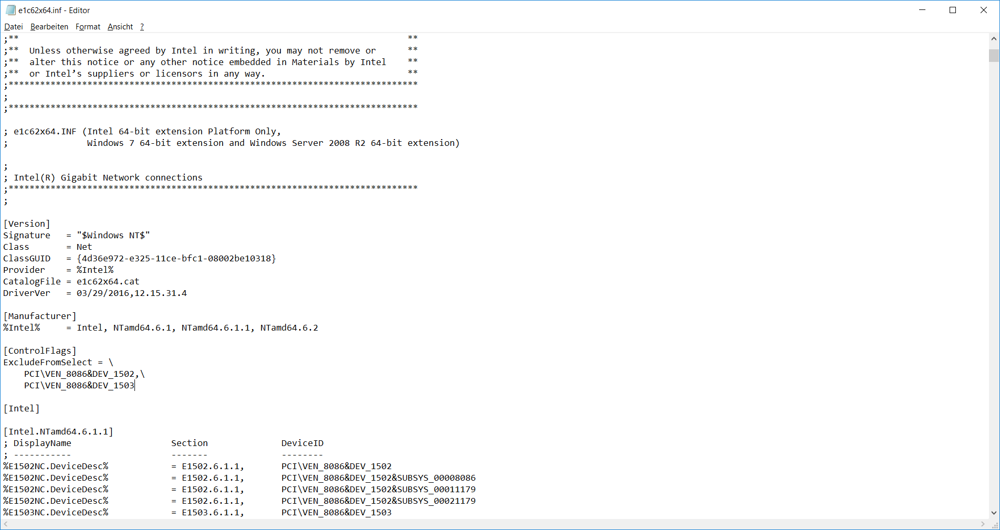 e1c62x64.inf - Editor
Datei Bearbeiten Format Ansicht ?
;**                                                                          **
;**  Unless otherwise agreed by Intel in writing, you may not remove or      **
;**  alter this notice or any other notice embedded in Materials by Intel    **
;**  or Intel’s suppliers or licensors in any way.                           **
;******************************************************************************
;
;******************************************************************************
; e1c62x64.INF (Intel 64-bit extension Platform Only,
;               Windows 7 64-bit extension and Windows Server 2008 R2 64-bit extension)
;
; Intel(R) Gigabit Network connections
;******************************************************************************
;
[Version]
Signature   = "$Windows NT$"
Class       = Net
ClassGUID   = {4d36e972-e325-11ce-bfc1-08002be10318}
Provider    = %Intel%
CatalogFile = e1c62x64.cat
DriverVer   = 03/29/2016,12.15.31.4
[Manufacturer]
%Intel%     = Intel, NTamd64.6.1, NTamd64.6.1.1, NTamd64.6.2
[ControlFlags]
ExcludeFromSelect = \
    PCI\VEN_8086&DEV_1502,\
    PCI\VEN_8086&DEV_1503
[Intel]
[Intel.NTamd64.6.1.1]
; DisplayName                   Section              DeviceID
; -----------                   -------              --------
%E1502NC.DeviceDesc%            = E1502.6.1.1,       PCI\VEN_8086&DEV_1502
%E1502NC.DeviceDesc%            = E1502.6.1.1,       PCI\VEN_8086&DEV_1502&SUBSYS_00008086
%E1502NC.DeviceDesc%            = E1502.6.1.1,       PCI\VEN_8086&DEV_1502&SUBSYS_00011179
%E1502NC.DeviceDesc%            = E1502.6.1.1,       PCI\VEN_8086&DEV_1502&SUBSYS_00021179
%E1503NC.DeviceDesc%            = E1503.6.1.1,       PCI\VEN_8086&DEV_1503